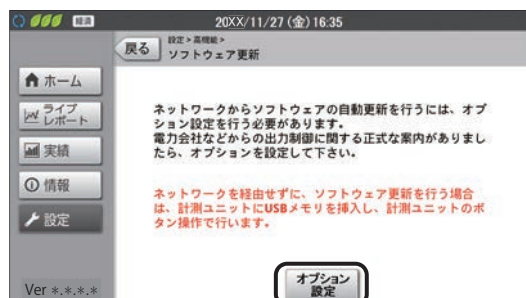 経済 20XX/11/27 (金) 16:35
戻る
設定 > 高機能 >
ソフトウェア更新
ホーム
ライブ
レポート
実績
情報
設定
ネットワークからソフトウェアの自動更新を行うには、オプ
ション設定を行う必要があります。
電力会社などからの出力制御に関する正式な案内がありまし
たら、オプションを設定して下さい。
ネットワークを経由せずに、ソフトウェア更新を行う場合
は、計測ユニットにUSBメモリを挿入し、計測ユニットのボ
タン操作で行います。
オプション
設定
Ver *.*.*.*